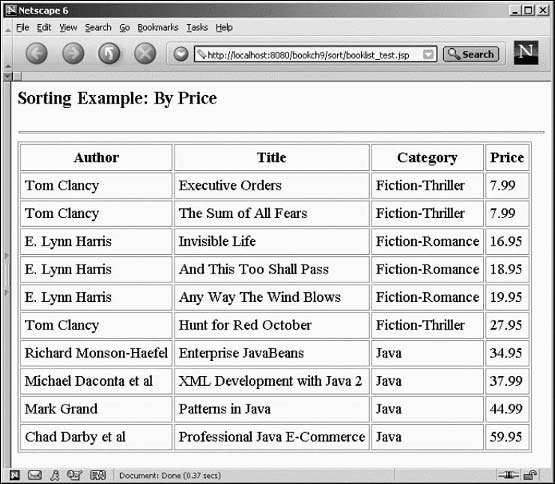 Netscape 6
File Edit View Search Go Bookmarks Tasks Help
http://localhost:8080/bookch9/sort/booklist_test.jsp Search N
Sorting Example: By Price
Author Title Category Price
Tom Clancy Executive Orders Fiction-Thriller 7.99
Tom Clancy The Sum of All Fears Fiction-Thriller 7.99
E. Lynn Harris Invisible Life Fiction-Romance 16.95
E. Lynn Harris And This Too Shall Pass Fiction-Romance 18.95
E. Lynn Harris Any Way The Wind Blows Fiction-Romance 19.95
Tom Clancy Hunt for Red October Fiction-Thriller 27.95
Richard Monson-Haefel Enterprise JavaBeans Java 34.95
Michael Daconta et al XML Development with Java 2 Java 37.99
Mark Grand Patterns in Java Java 44.99
Chad Darby et al Professional Java E-Commerce Java 59.95
N Document: Done (0.37 secs)